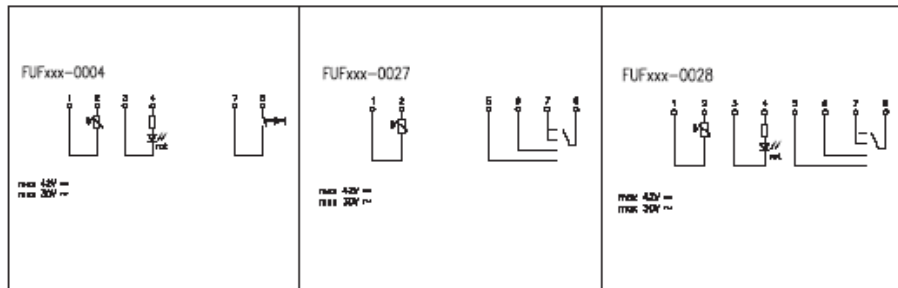 FUFxxx-0004
1 2 3 4 7 8
rot
max 42V
max 30V ~
FUFxxx-0027
1 2 5 6 7 8
max 42V
max 30V ~
FUFxxx-0028
1 2 3 4 5 6 7 8
rot
max 42V
max 30V ~